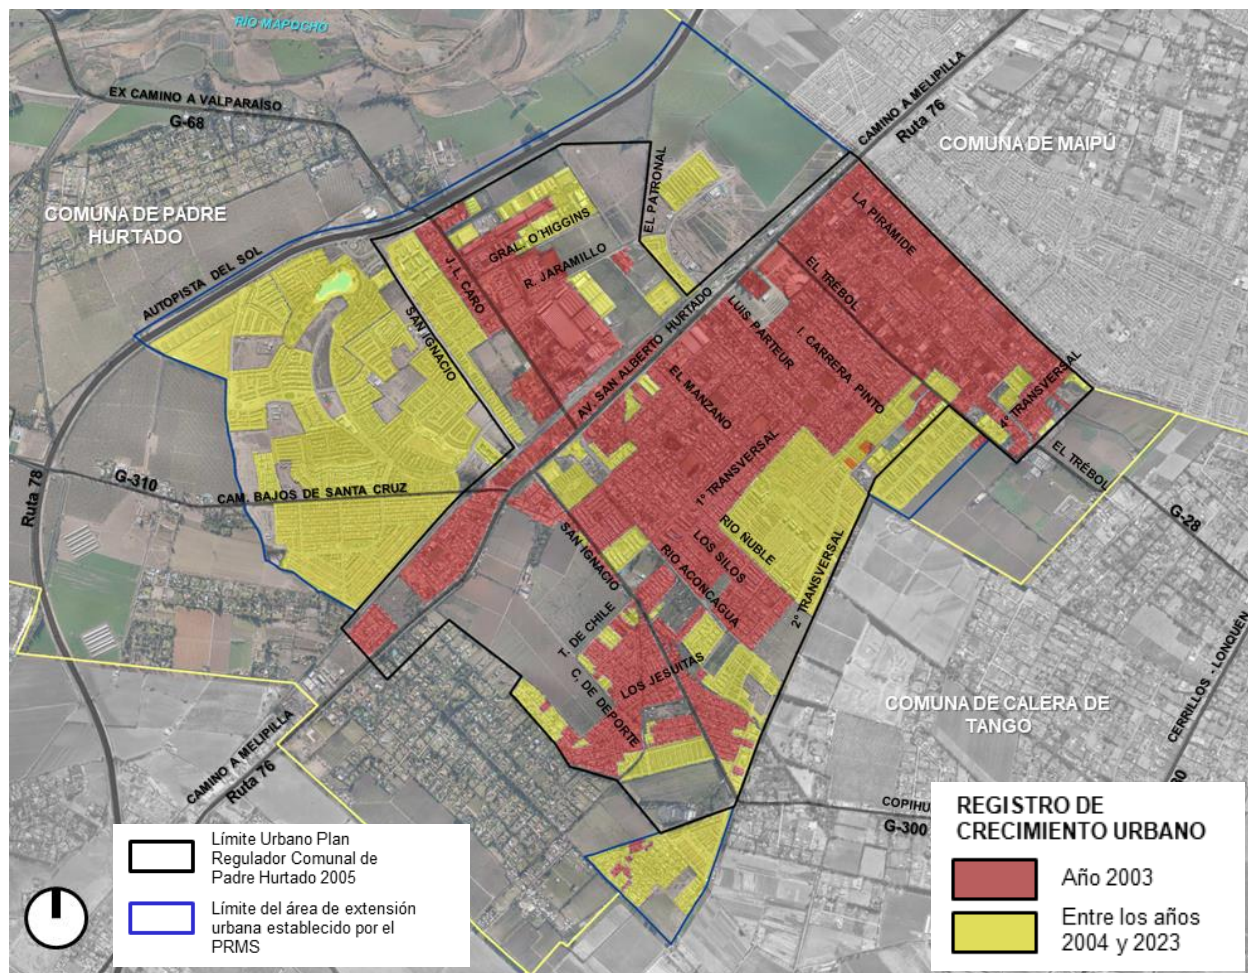 RÍO MAPOCHO
EX CAMINO A VALPARAÍSO
G-68
CAMINO A MELIPILLA
Ruta 76
COMUNA DE MAIPÚ
COMUNA DE PADRE
HURTADO
AUTOPISTA DEL SOL
EL PATRONAL
GRAL. O'HIGGINS
R. JARAMILLO
J. L. CARO
SAN IGNACIO
LA PIRÁMIDE
EL TRÉBOL
LUIS PARTEUR
I. CARRERA PINTO
AV. SAN ALBERTO HURTADO
EL MANZANO
4° TRANSVERSAL
EL TRÉBOL
G-28
1° TRANSVERSAL
Ruta 78
G-310
CAM. BAJOS DE SANTA CRUZ
RIO ÑUBLE
LOS SILOS
SAN IGNACIO
RIO ACONCAGUA
2° TRANSVERSAL
T. DE CHILE
LOS JESUITAS
C. DE DEPORTE
COMUNA DE CALERA DE
TANGO
CERRILLOS - LONQUEN
CAMINO A MELIPILLA
Ruta 76
COPIHU
G-300
30
Límite Urbano Plan
Regulador Comunal de
Padre Hurtado 2005
Límite del área de extensión
urbana establecido por el
PRMS
REGISTRO DE
CRECIMIENTO URBANO
Año 2003
Entre los años
2004 y 2023